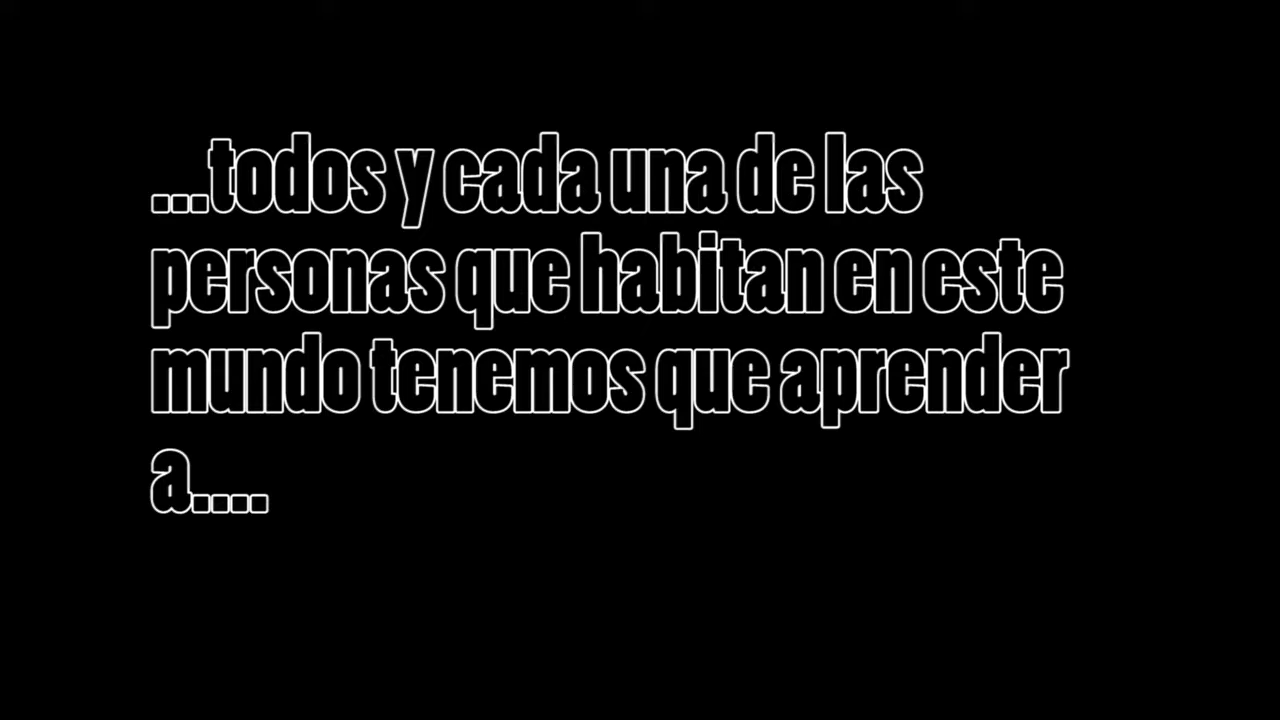 ...todos y cada una de las
personas que habitan en este
mundo tenemos que aprender
a....